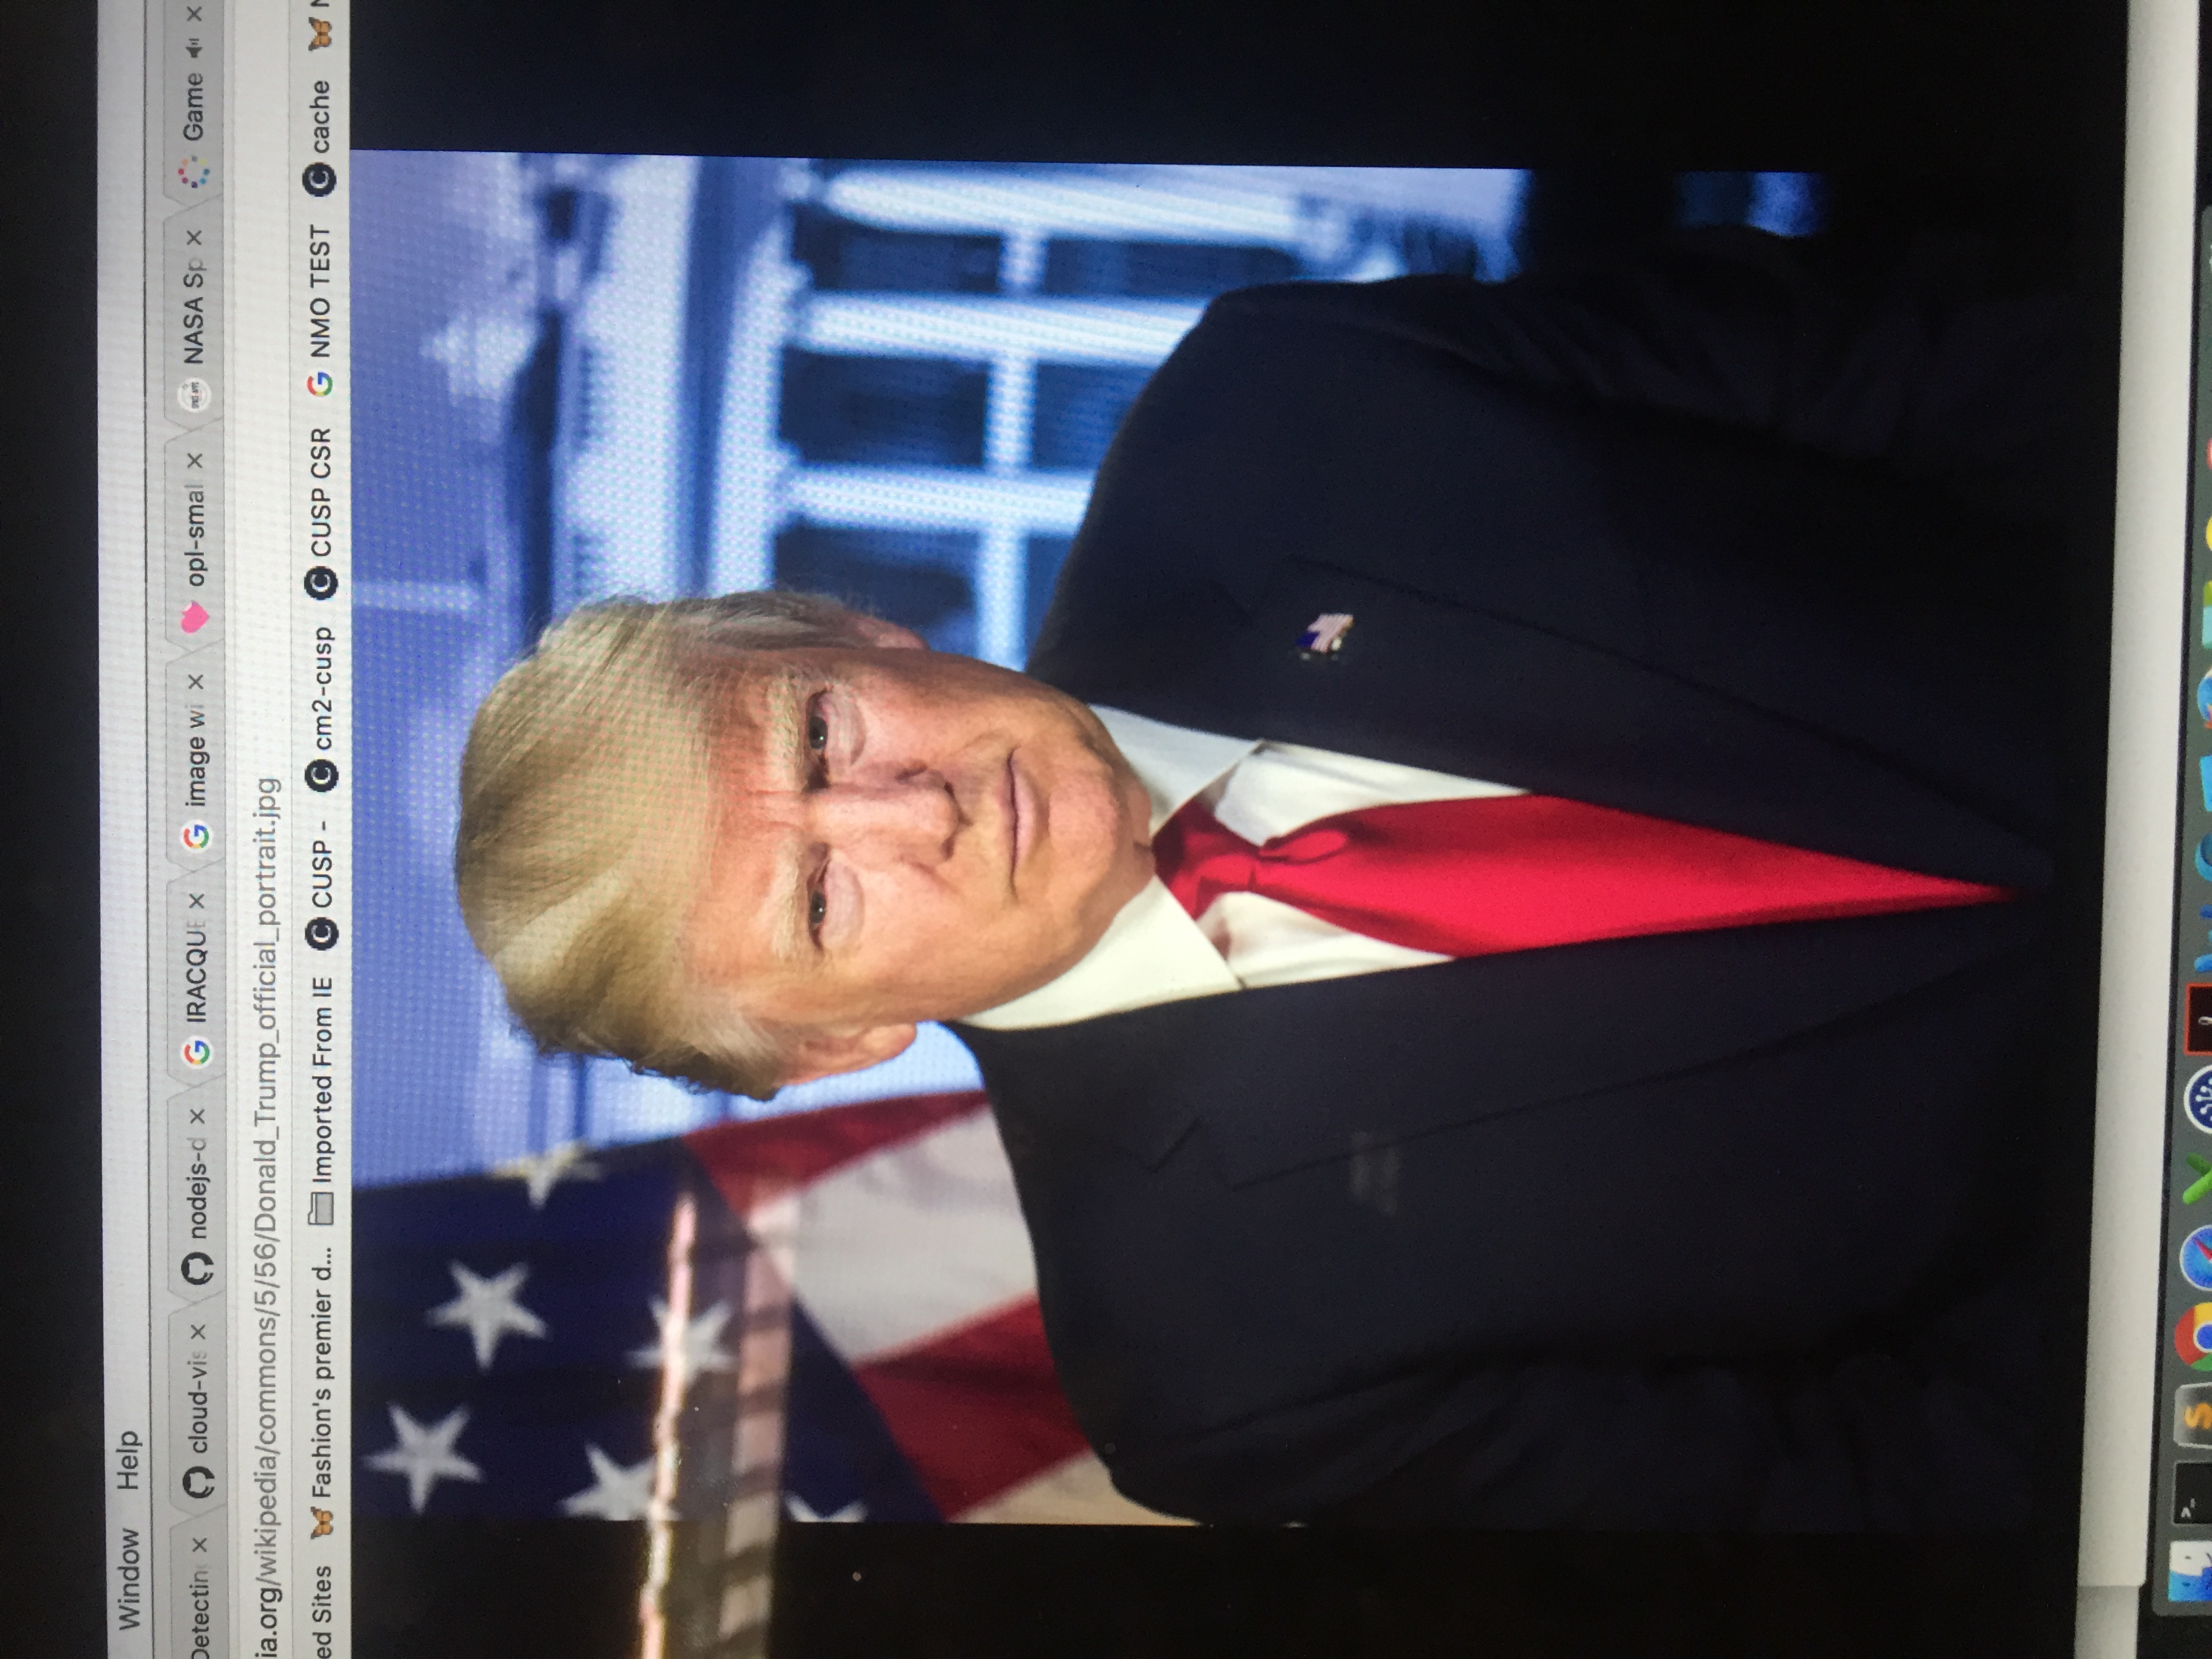 Window Help
Detectin cloud-vis nodejs-d IRACQUE image wi opl-smal NASA Sp Game
ia.org/wikipedia/commons/5/56/Donald_Trump_official_portrait.jpg
ed Sites Fashion's premier d... Imported From IE CUSP - cm2-cusp CUSP CSR NMO TEST cache N